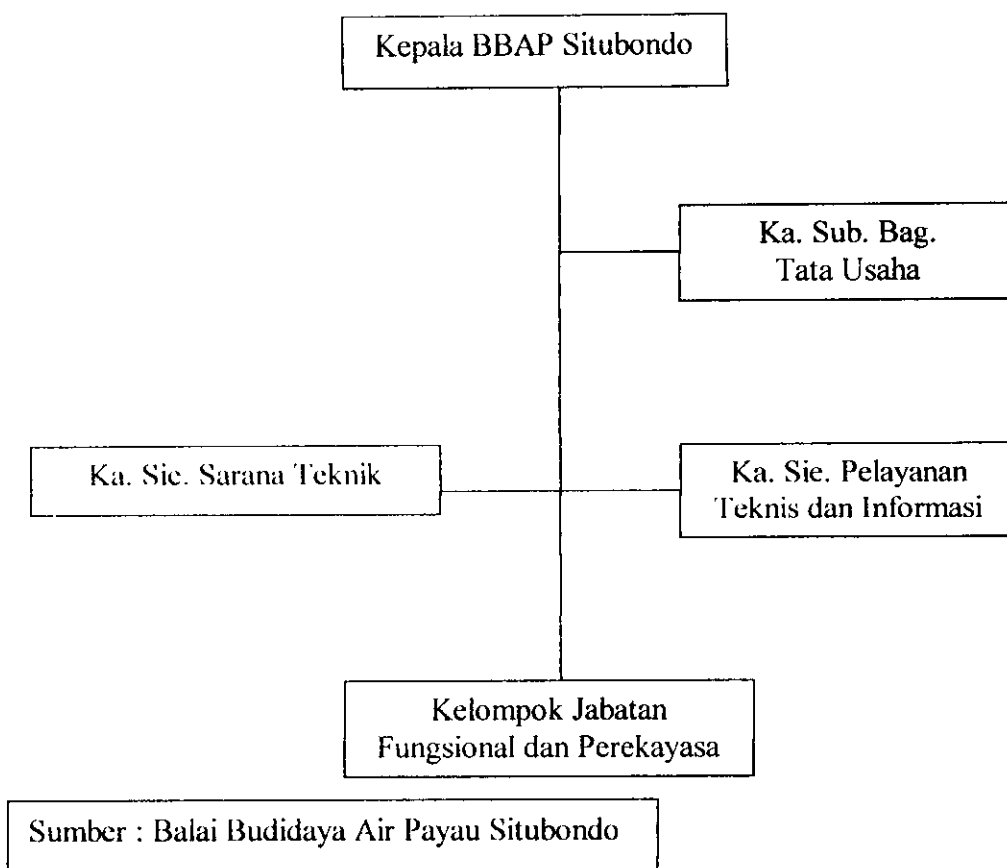 Kepala BBAP Situbondo
Ka. Sub. Bag.
Tata Usaha
Ka. Sie. Sarana Teknik
Ka. Sie. Pelayanan
Teknis dan Informasi
Kelompok Jabatan
Fungsional dan Perekayasa
Sumber : Balai Budidaya Air Payau Situbondo